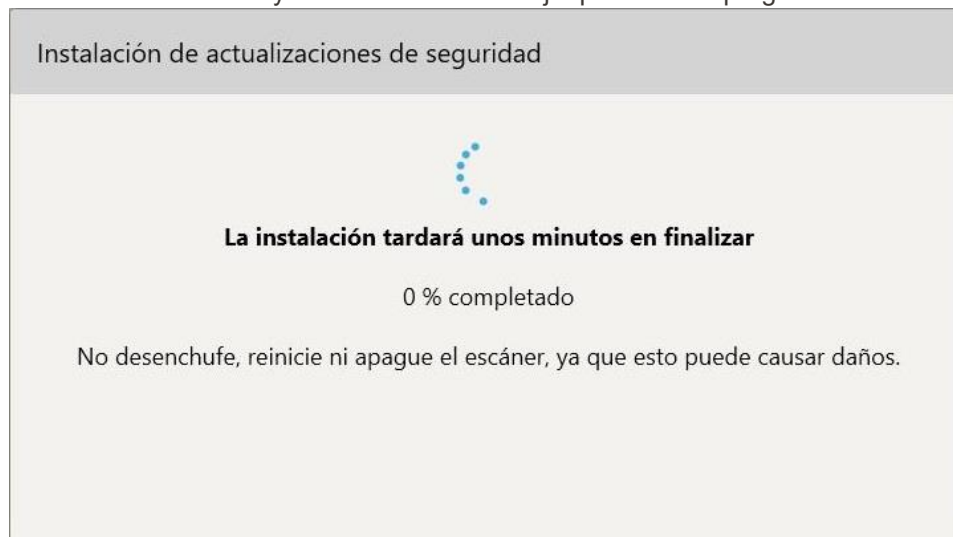 Instalación de actualizaciones de seguridad
La instalación tardará unos minutos en finalizar
0 % completado
No desenchufe, reinicie ni apague el escáner, ya que esto puede causar daños.